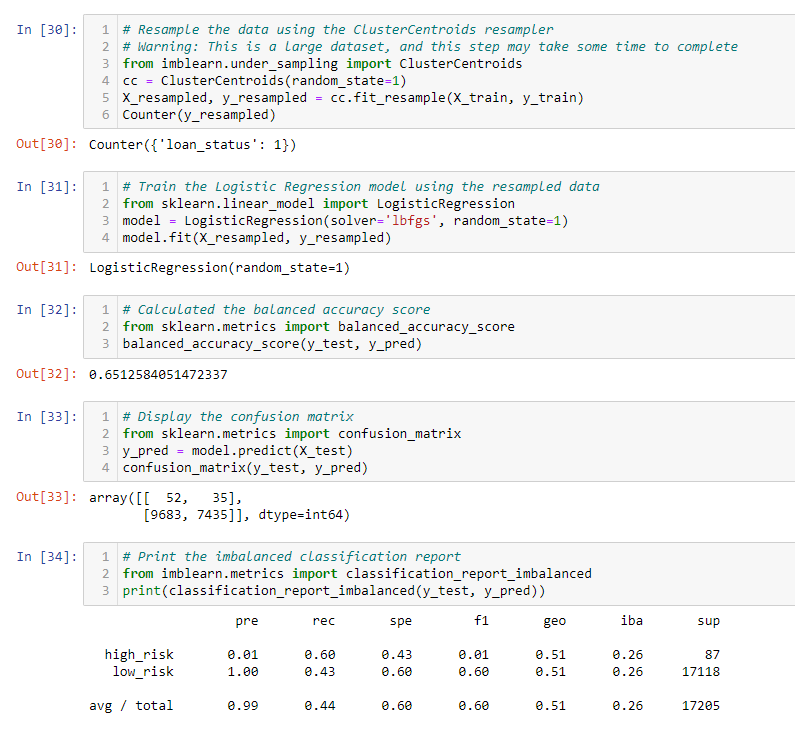 In [30]:
1 # Resample the data using the ClusterCentroids resampler
2 # Warning: This is a large dataset, and this step may take some time to complete
3 from imblearn.under_sampling import ClusterCentroids
4 cc = ClusterCentroids(random_state=1)
5 X_resampled, y_resampled = cc.fit_resample(X_train, y_train)
6 Counter(y_resampled)
Out[30]: Counter({'loan_status': 1})
In [31]:
1 # Train the Logistic Regression model using the resampled data
2 from sklearn.linear_model import LogisticRegression
3 model = LogisticRegression(solver='lbfgs', random_state=1)
4 model.fit(X_resampled, y_resampled)
Out[31]: LogisticRegression(random_state=1)
In [32]:
1 # Calculated the balanced accuracy score
2 from sklearn.metrics import balanced_accuracy_score
3 balanced_accuracy_score(y_test, y_pred)
Out[32]: 0.6512584051472337
In [33]:
1 # Display the confusion matrix
2 from sklearn.metrics import confusion_matrix
3 y_pred = model.predict(X_test)
4 confusion_matrix(y_test, y_pred)
Out[33]: array([[  52,   35],
       [9683, 7435]], dtype=int64)
In [34]:
1 # Print the imbalanced classification report
2 from imblearn.metrics import classification_report_imbalanced
3 print(classification_report_imbalanced(y_test, y_pred))
pre rec spe f1 geo iba sup
high_risk 0.01 0.60 0.43 0.01 0.51 0.26 87
low_risk 1.00 0.43 0.60 0.60 0.51 0.26 17118
avg / total 0.99 0.44 0.60 0.60 0.51 0.26 17205